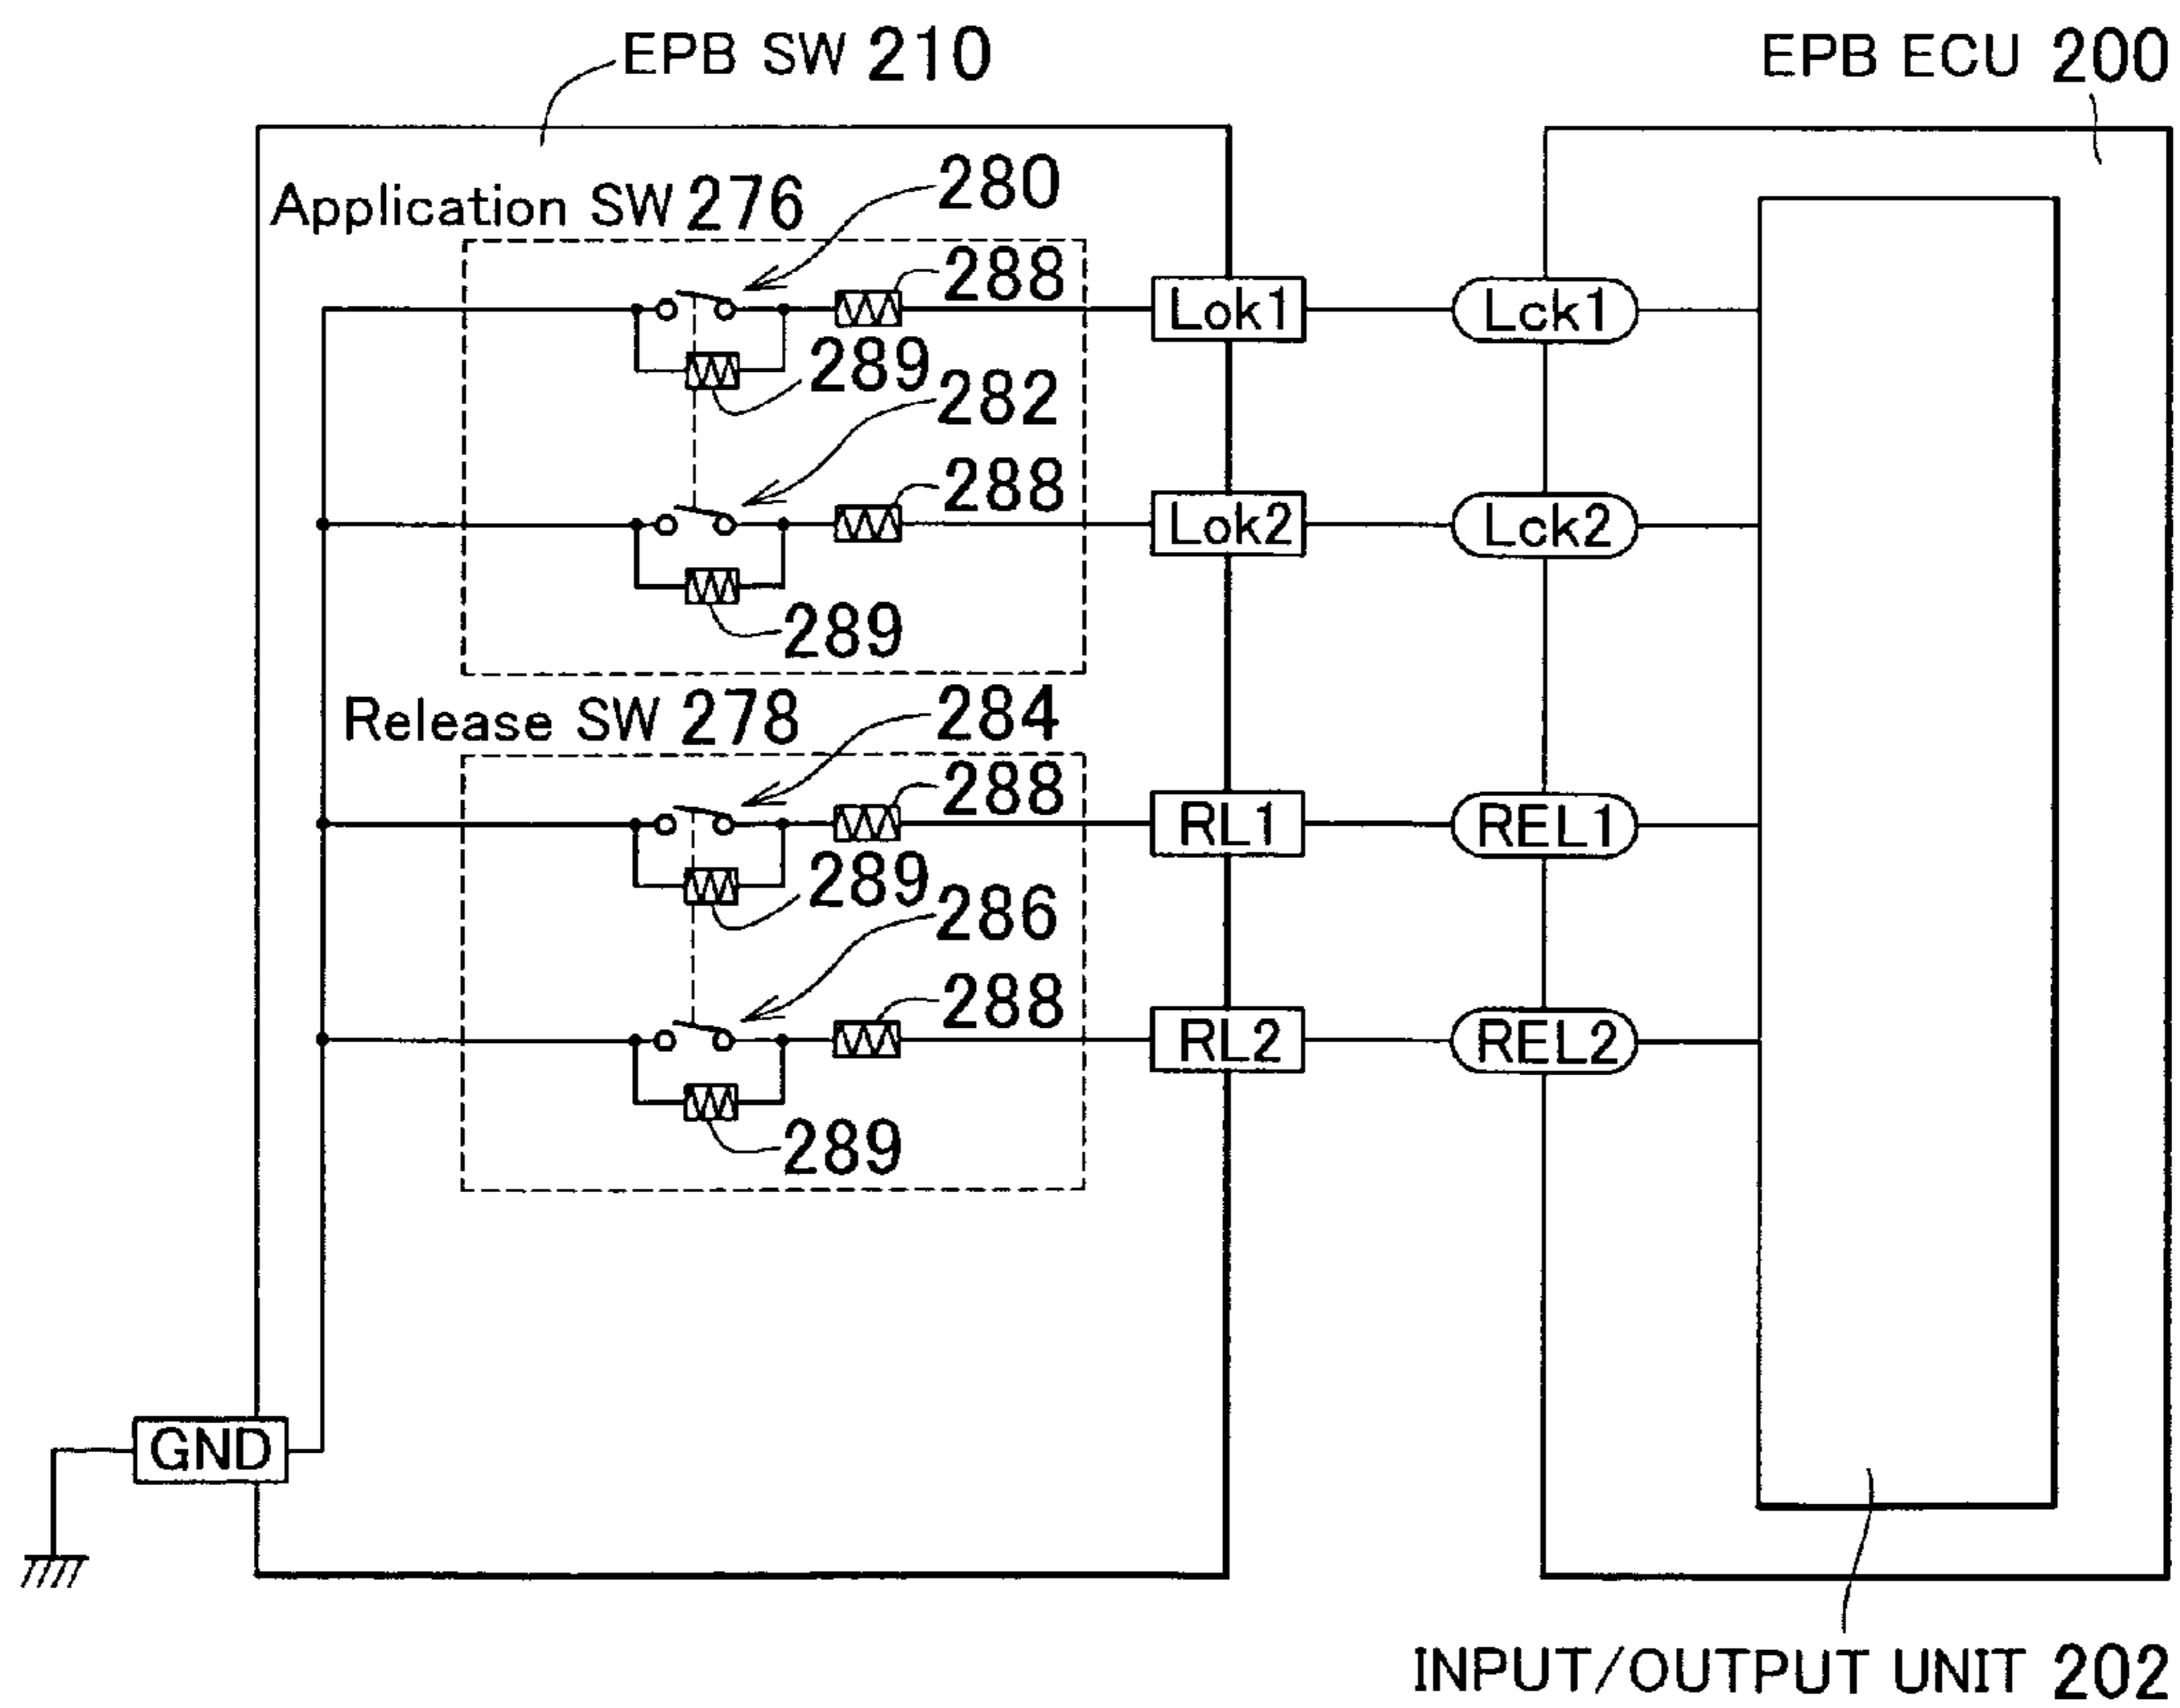 EPB SW 210
EPB ECU 200
Application SW 276
280
288
Lok1
Lck1
289
282
288
Lok2
Lck2
289
Release SW 278
284
288
RL1
REL1
289
286
288
RL2
REL2
289
GND
INPUT/OUTPUT UNIT 202